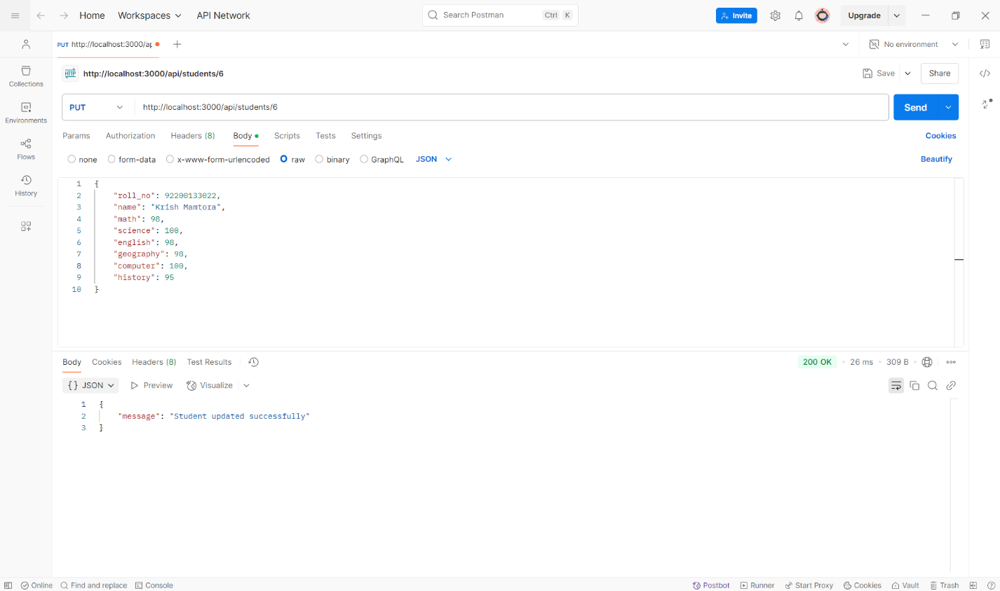 Home Workspaces API Network Search Postman Ctrl K Invite Upgrade
PUT http://localhost:3000/ap No environment
HTTP http://localhost:3000/api/students/6 Save Share
Collections
PUT http://localhost:3000/api/students/6 Send
Environments
Params Authorization Headers (8) Body Scripts Tests Settings Cookies
Flows
none form-data x-www-form-urlencoded raw binary GraphQL JSON Beautify
History
1 {
2 "roll_no": 92200133022,
3 "name": "Krish Mamtora",
4 "math": 98,
5 "science": 100,
6 "english": 98,
7 "geography": 98,
8 "computer": 100,
9 "history": 95
10 }
Body Cookies Headers (8) Test Results 200 OK 26 ms 309 B
{} JSON Preview Visualize
1 {
2 "message": "Student updated successfully"
3 }
Online Find and replace Console Postbot Runner Start Proxy Cookies Vault Trash